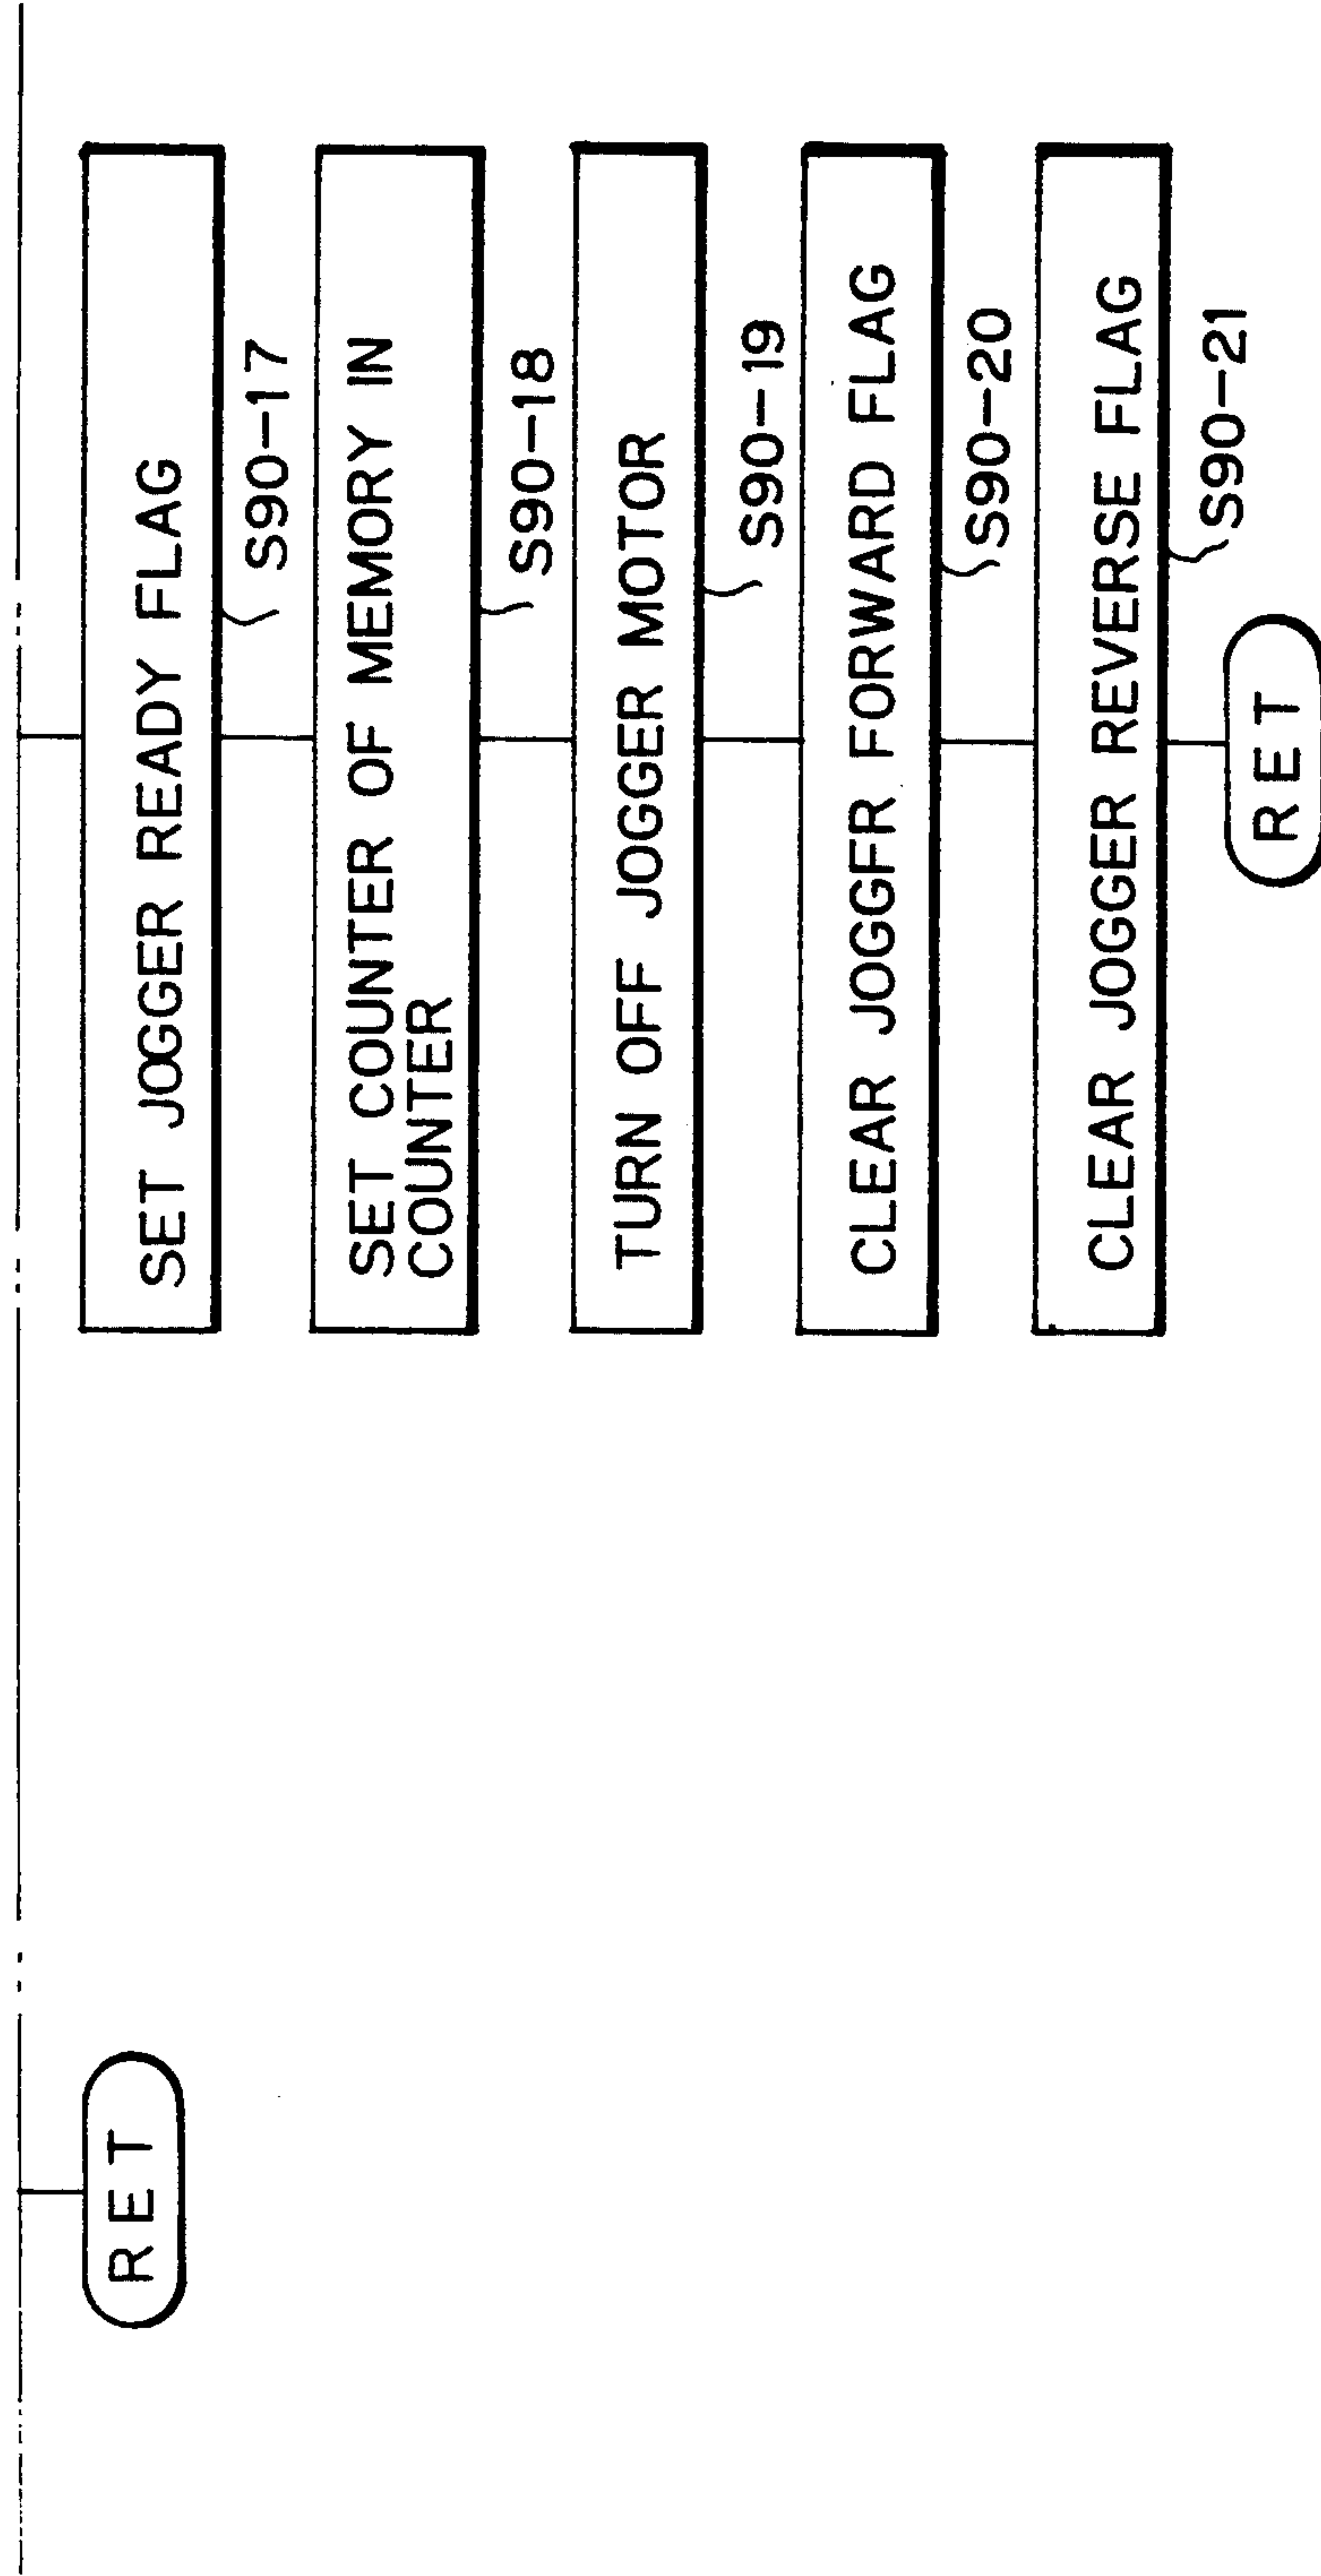 RET
SET JOGGER READY FLAG
S90-17
SET COUNTER OF MEMORY IN
COUNTER
S90-18
TURN OFF JOGGER MOTOR
S90-19
CLEAR JOGGFR FORWARD FLAG
S90-20
CLEAR JOGGER REVERSE FLAG
S90-21
RET